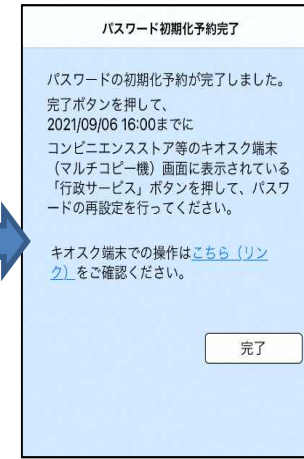 パスワード初期化予約完了
パスワードの初期化予約が完了しました。
完了ボタンを押して、
2021/09/06 16:00までに
コンビニエンスストア等のキオスク端末
（マルチコピー機）画面に表示されている
「行政サービス」ボタンを押して、パスワ
ードの再設定を行ってください。
キオスク端末での操作はこちら（リン
ク）をご確認ください。
完了